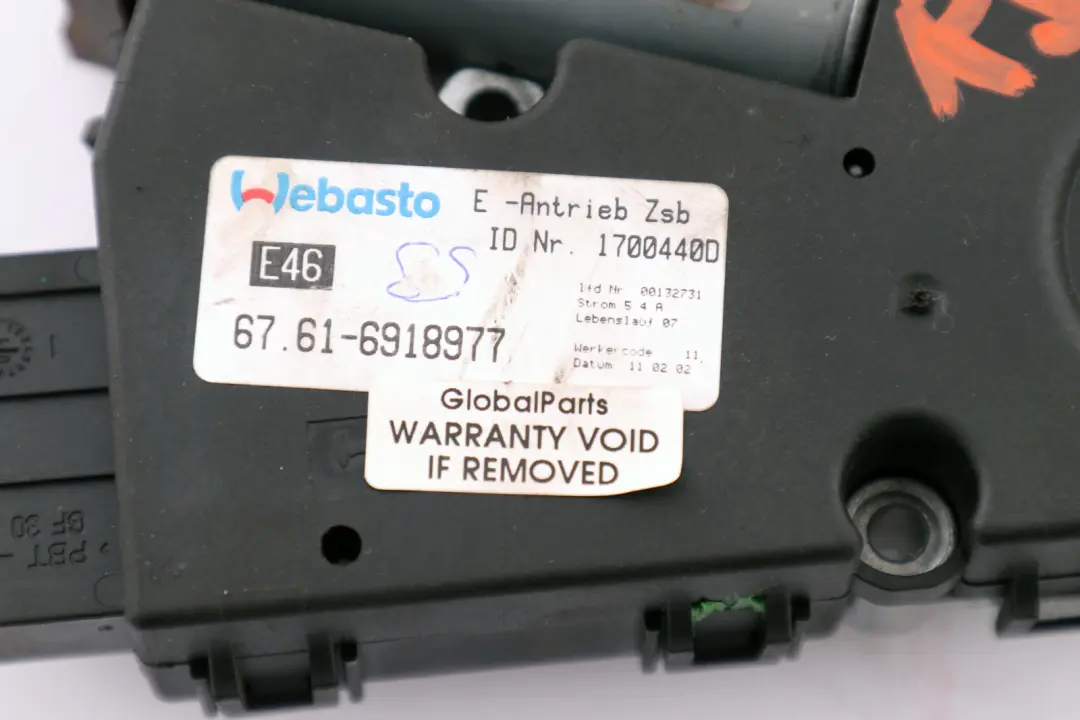 Webasto
E -Antrieb Zsb
ID Nr. 1700440D
E46
SS
67.61-6918977
lfd Nr 00132731
Strom 5 4 A
Lebenslauf 07
Werkercode 11.
Datum 11 02 02
GlobalParts
WARRANTY VOID
IF REMOVED
PBT -
GF 30